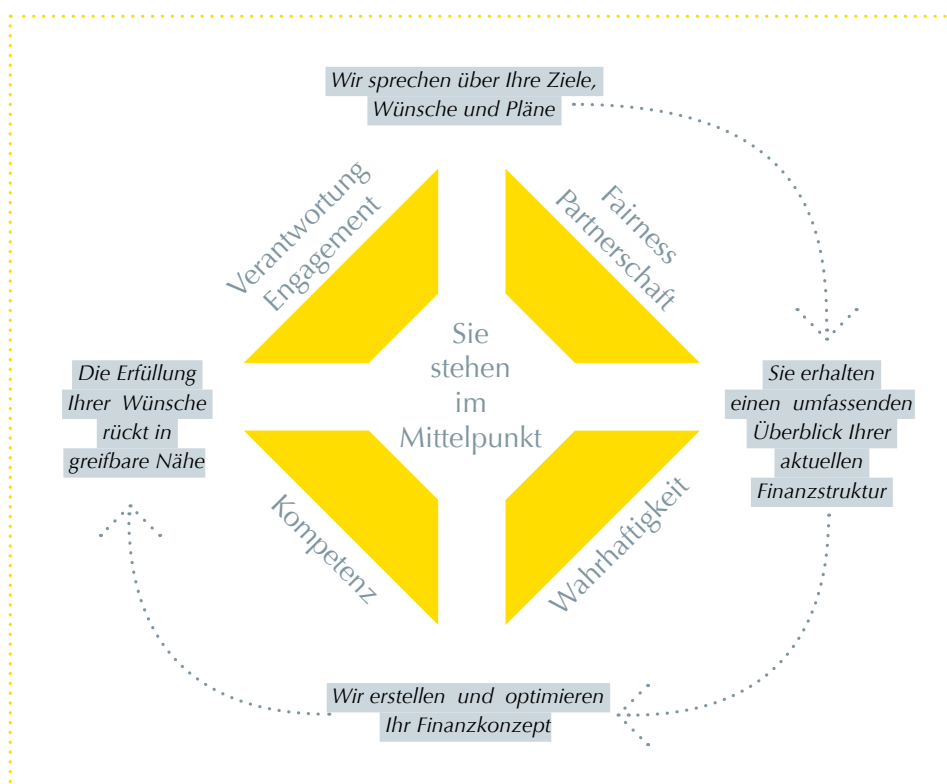 Wir sprechen über Ihre Ziele,
Wünsche und Pläne
Verantwortung
Engagement
Fairness
Partnerschaft
Sie
stehen
im
Mittelpunkt
Die Erfüllung
Ihrer Wünsche
rückt in
greifbare Nähe
Sie erhalten
einen umfassenden
Überblick Ihrer
aktuellen
Finanzstruktur
Kompetenz
Wahrhaftigkeit
Wir erstellen und optimieren
Ihr Finanzkonzept